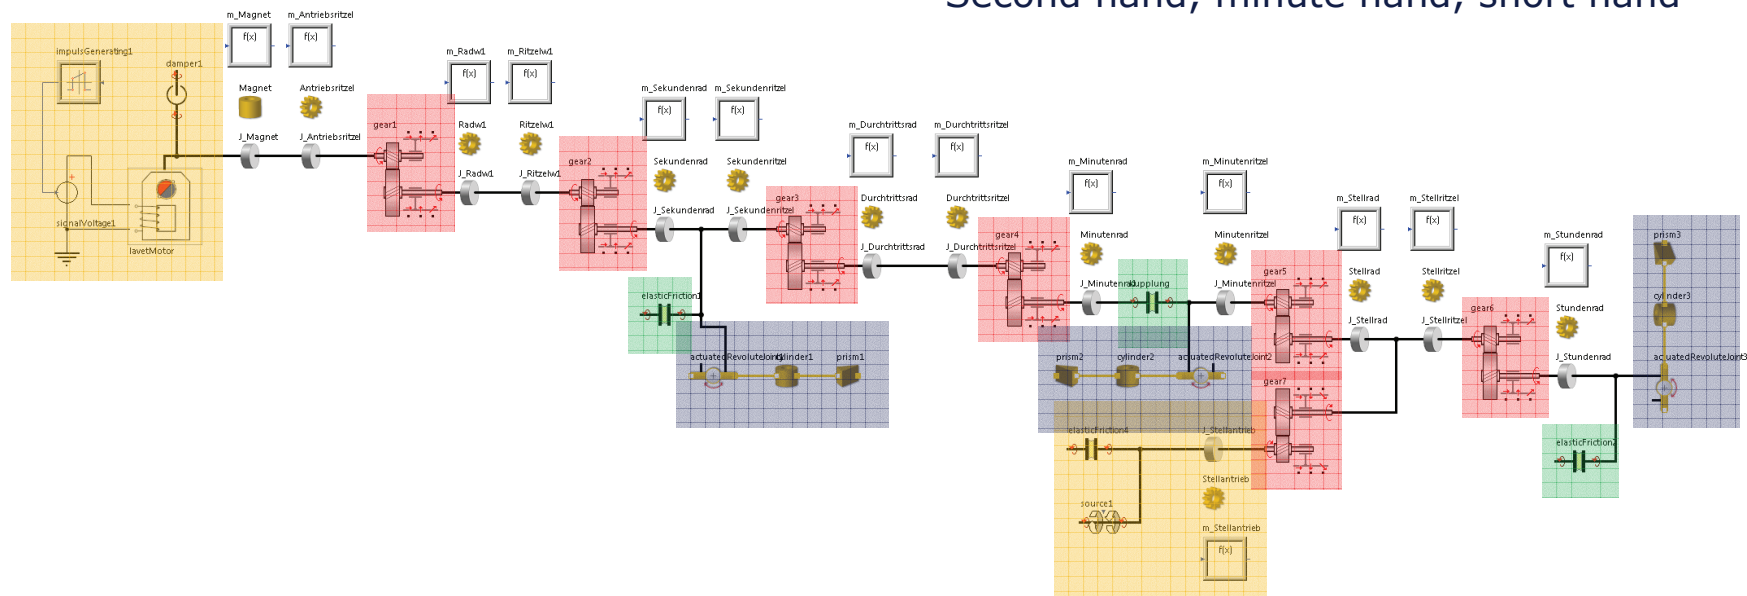 Second hand, minute hand, short hand
m_Magnet
m_Antriebsritzel
f(x)
f(x)
impulsGenerating1
damper1
Magnet
Antriebsritzel
J_Magnet
J_Antriebsritzel
signalVoltage1
lavetMotor
gear1
m_Radw1
m_Ritzelw1
f(x)
f(x)
Radw1
Ritzelw1
J_Radw1
J_Ritzelw1
gear2
m_Sekundenrad
m_Sekundenritzel
f(x)
f(x)
Sekundenrad
Sekundenritzel
J_Sekundenrad
J_Sekundenritzel
elasticFriction1
actuatedRevoluteJoint1
cylinder1
prism1
gear3
m_Durchtrittsrad
m_Durchtrittsritzel
f(x)
f(x)
Durchtrittsrad
Durchtrittsritzel
J_Durchtrittsrad
J_Durchtrittsritzel
gear4
m_Minutenrad
m_Minutenritzel
f(x)
f(x)
Minutenrad
Minutenritzel
J_Minutenrad
kupplung
J_Minutenritzel
prism2
cylinder2
actuatedRevoluteJoint2
gear5
gear7
elasticFriction4
J_Stellantrieb
Stellantrieb
source1
m_Stellantrieb
f(x)
m_Stellrad
m_Stellritzel
f(x)
f(x)
Stellrad
Stellritzel
J_Stellrad
J_Stellritzel
gear6
m_Stundenrad
f(x)
Stundenrad
J_Stundenrad
elasticFriction2
prism3
cylinder3
actuatedRevoluteJoint3